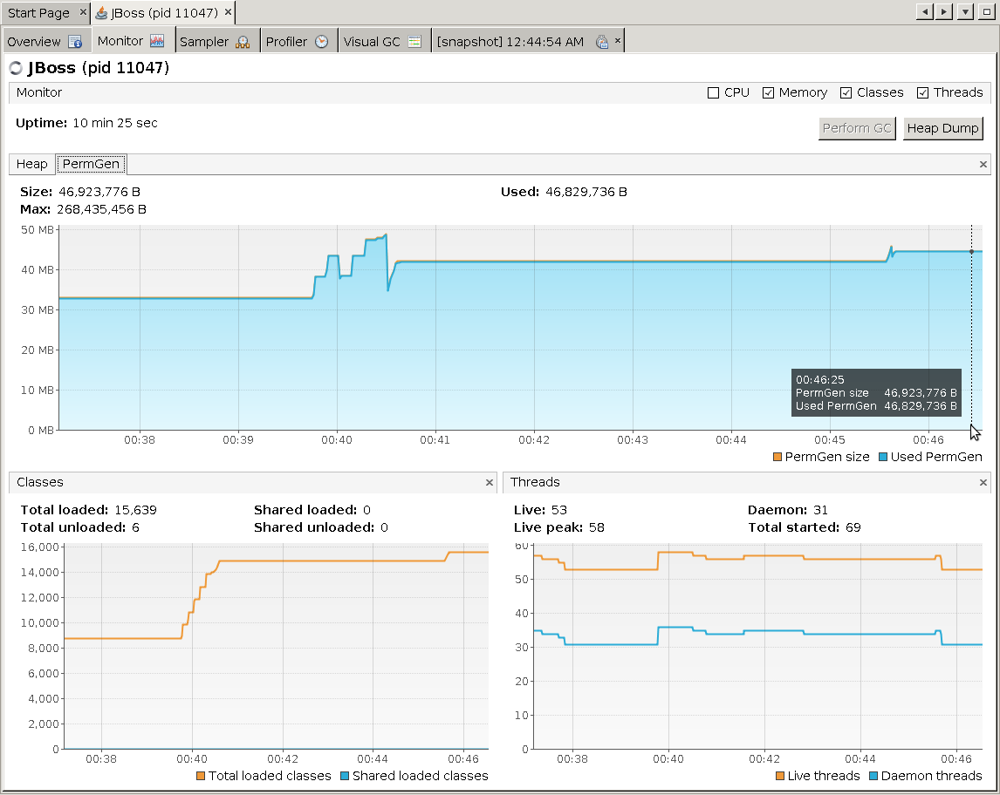 Start Page × JBoss (pid 11047) ×
Overview Monitor Sampler Profiler Visual GC [snapshot] 12:44:54 AM ×
JBoss (pid 11047)
Monitor CPU Memory Classes Threads
Uptime: 10 min 25 sec
Perform GC Heap Dump
Heap PermGen ×
Size: 46,923,776 B Used: 46,829,736 B
Max: 268,435,456 B
50 MB
40 MB
30 MB
20 MB
10 MB
0 MB
00:46:25
PermGen size 46,923,776 B
Used PermGen 46,829,736 B
00:38 00:39 00:40 00:41 00:42 00:43 00:44 00:45 00:46
PermGen size Used PermGen
Classes ×
Total loaded: 15,639 Shared loaded: 0
Total unloaded: 6 Shared unloaded: 0
16,000
14,000
12,000
10,000
8,000
6,000
4,000
2,000
0
00:38 00:40 00:42 00:44 00:46
Total loaded classes Shared loaded classes
Threads ×
Live: 53 Daemon: 31
Live peak: 58 Total started: 69
60
50
40
30
20
10
0
00:38 00:40 00:42 00:44 00:46
Live threads Daemon threads